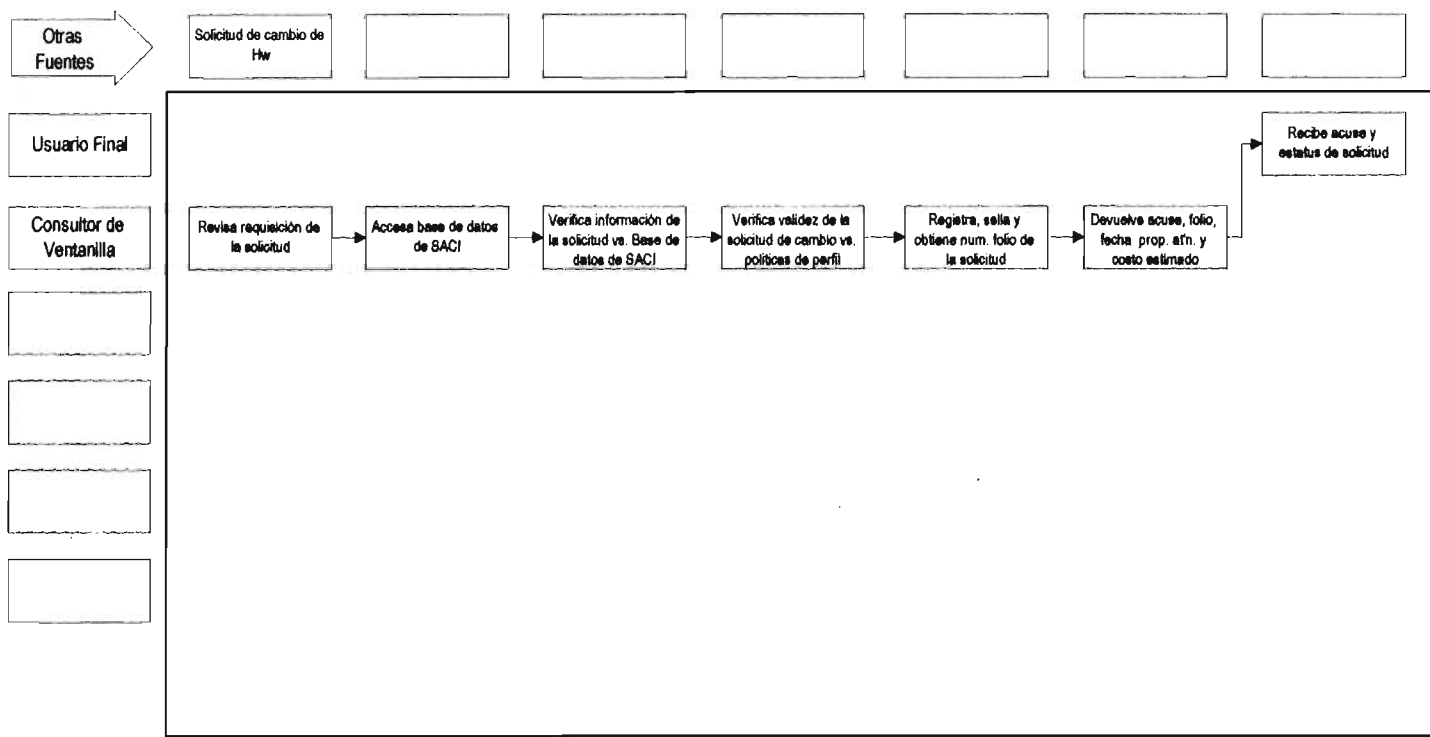 Otras
Fuentes
Solicitud de cambio de
Hw
Usuario Final
Recibe acuse y
estatus de solicitud
Consultor de
Ventanilla
Revisa requisición de
la solicitud
Accesa base de datos
de SACI
Verifica información de
la solicitud vs. Base de
datos de SACI
Verifica validez de la
solicitud de cambio vs.
políticas de perfil
Registra, sella y
obtiene num. folio de
la solicitud
Devuelve acuse, folio,
fecha prop. at'n. y
costo estimado